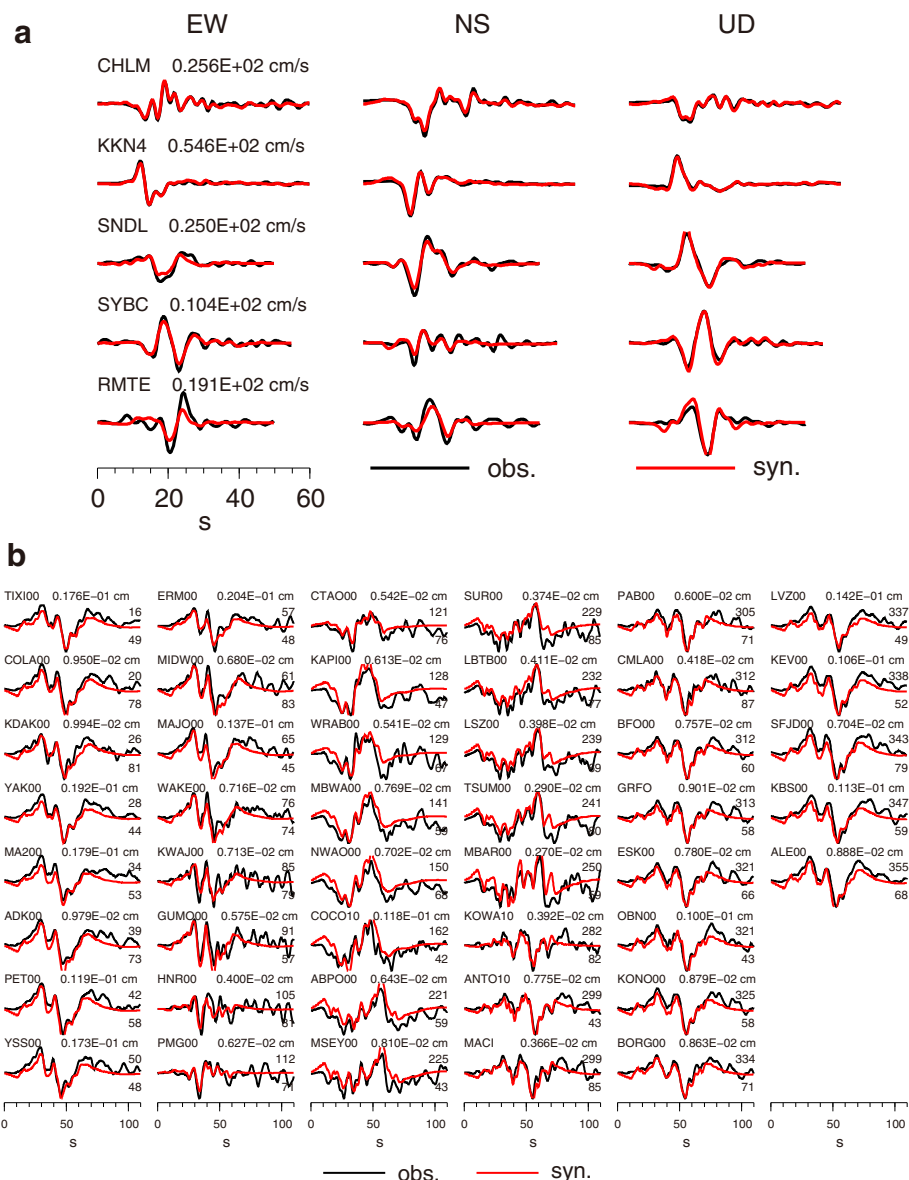 a
EW NS UD
CHLM 0.256E+02 cm/s
KKN4 0.546E+02 cm/s
SNDL 0.250E+02 cm/s
SYBC 0.104E+02 cm/s
RMTE 0.191E+02 cm/s
obs. syn.
0 20 40 60
s
b
TIXI00 0.176E−01 cm ERM00 0.204E−01 cm CTAO00 0.542E−02 cm SUR00 0.374E−02 cm PAB00 0.600E−02 cm LVZ00 0.142E−01 cm
16 57 121 229 305 337
49 48 76 85 71 49
COLA00 0.950E−02 cm MIDW00 0.680E−02 cm KAPI00 0.613E−02 cm LBTB00 0.411E−02 cm CMLA00 0.418E−02 cm KEV00 0.106E−01 cm
20 61 128 232 312 338
78 83 47 77 87 52
KDAK00 0.994E−02 cm MAJO00 0.137E−01 cm WRAB00 0.541E−02 cm LSZ00 0.398E−02 cm BFO00 0.757E−02 cm SFJD00 0.704E−02 cm
26 65 129 239 312 343
81 45 67 69 60 79
YAK00 0.192E−01 cm WAKE00 0.716E−02 cm MBWA00 0.769E−02 cm TSUM00 0.290E−02 cm GRFO 0.901E−02 cm KBS00 0.113E−01 cm
28 76 141 241 313 347
44 74 59 80 58 59
MA200 0.179E−01 cm KWAJ00 0.713E−02 cm NWAO00 0.702E−02 cm MBAR00 0.270E−02 cm ESK00 0.780E−02 cm ALE00 0.888E−02 cm
34 85 150 250 321 355
53 79 68 59 66 68
ADK00 0.979E−02 cm GUMO00 0.575E−02 cm COCO10 0.118E−01 cm KOWA10 0.392E−02 cm OBN00 0.100E−01 cm
39 91 162 282 321
73 57 42 82 43
PET00 0.119E−01 cm HNR00 0.400E−02 cm ABPO00 0.643E−02 cm ANTO10 0.775E−02 cm KONO00 0.879E−02 cm
42 105 221 299 325
58 81 59 43 58
YSS00 0.173E−01 cm PMG00 0.627E−02 cm MSEY00 0.810E−02 cm MACI 0.366E−02 cm BORG00 0.863E−02 cm
50 112 225 299 334
48 71 43 85 71
0 50 100 0 50 100 0 50 100 0 50 100 0 50 100 0 50 100
s s s s s s
obs. syn.